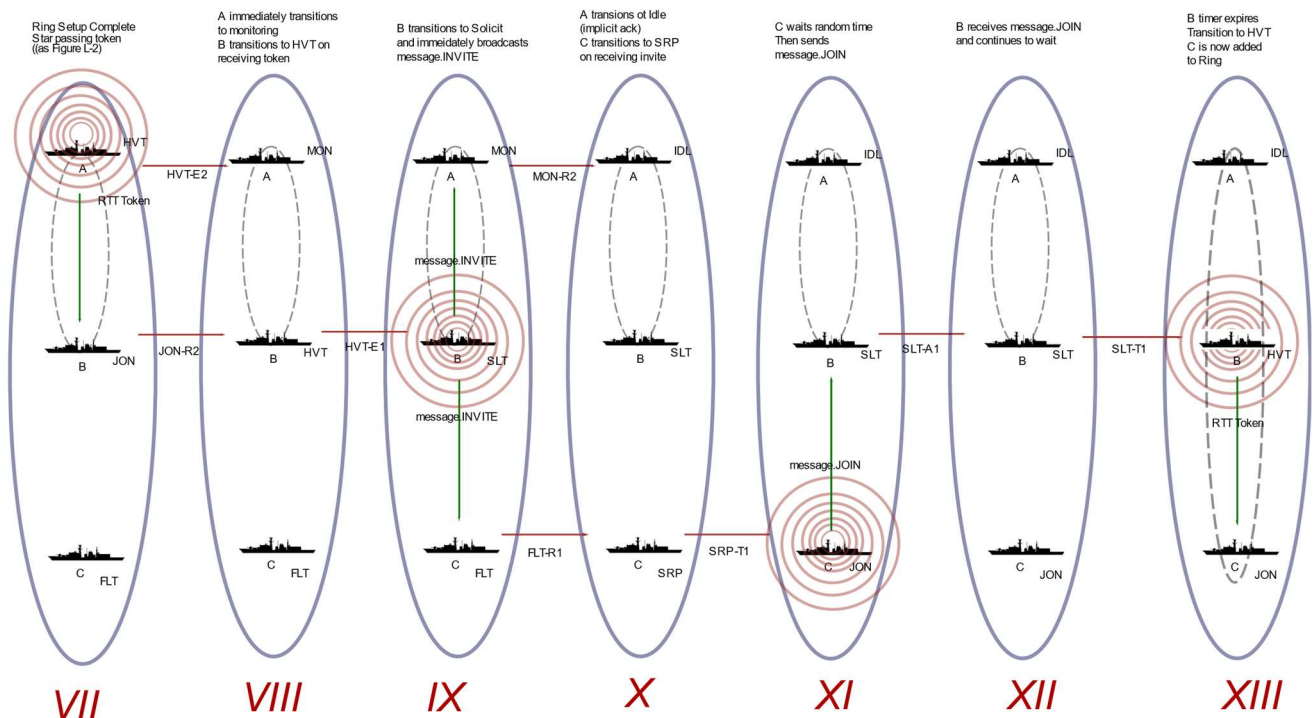 Ring Setup Complete
Star passing token
((as Figure L-2)
A immediately transitions
to monitoring
B transitions to HVT on
receiving token
B transitions to Solicit
and immeidately broadcasts
message.INVITE
A transions ot Idle
(implicit ack)
C transitions to SRP
on receiving invite
C waits random time
Then sends
message.JOIN
B receives message.JOIN
and continues to wait
B timer expires
Transition to HVT
C is now added
to Ring
HVT
A
RTT Token
B
JON
C
FLT
HVT-E2
JON-R2
MON
A
B
HVT
C
FLT
HVT-E1
MON
A
message.INVITE
B
SLT
message.INVITE
C
FLT
MON-R2
FLT-R1
IDL
A
B
SLT
C
SRP
SRP-T1
IDL
A
B
SLT
message.JOIN
C
JON
SLT-A1
IDL
A
B
SLT
C
JON
SLT-T1
IDL
A
B
HVT
RTT Token
C
JON
VII
VIII
IX
X
XI
XII
XIII